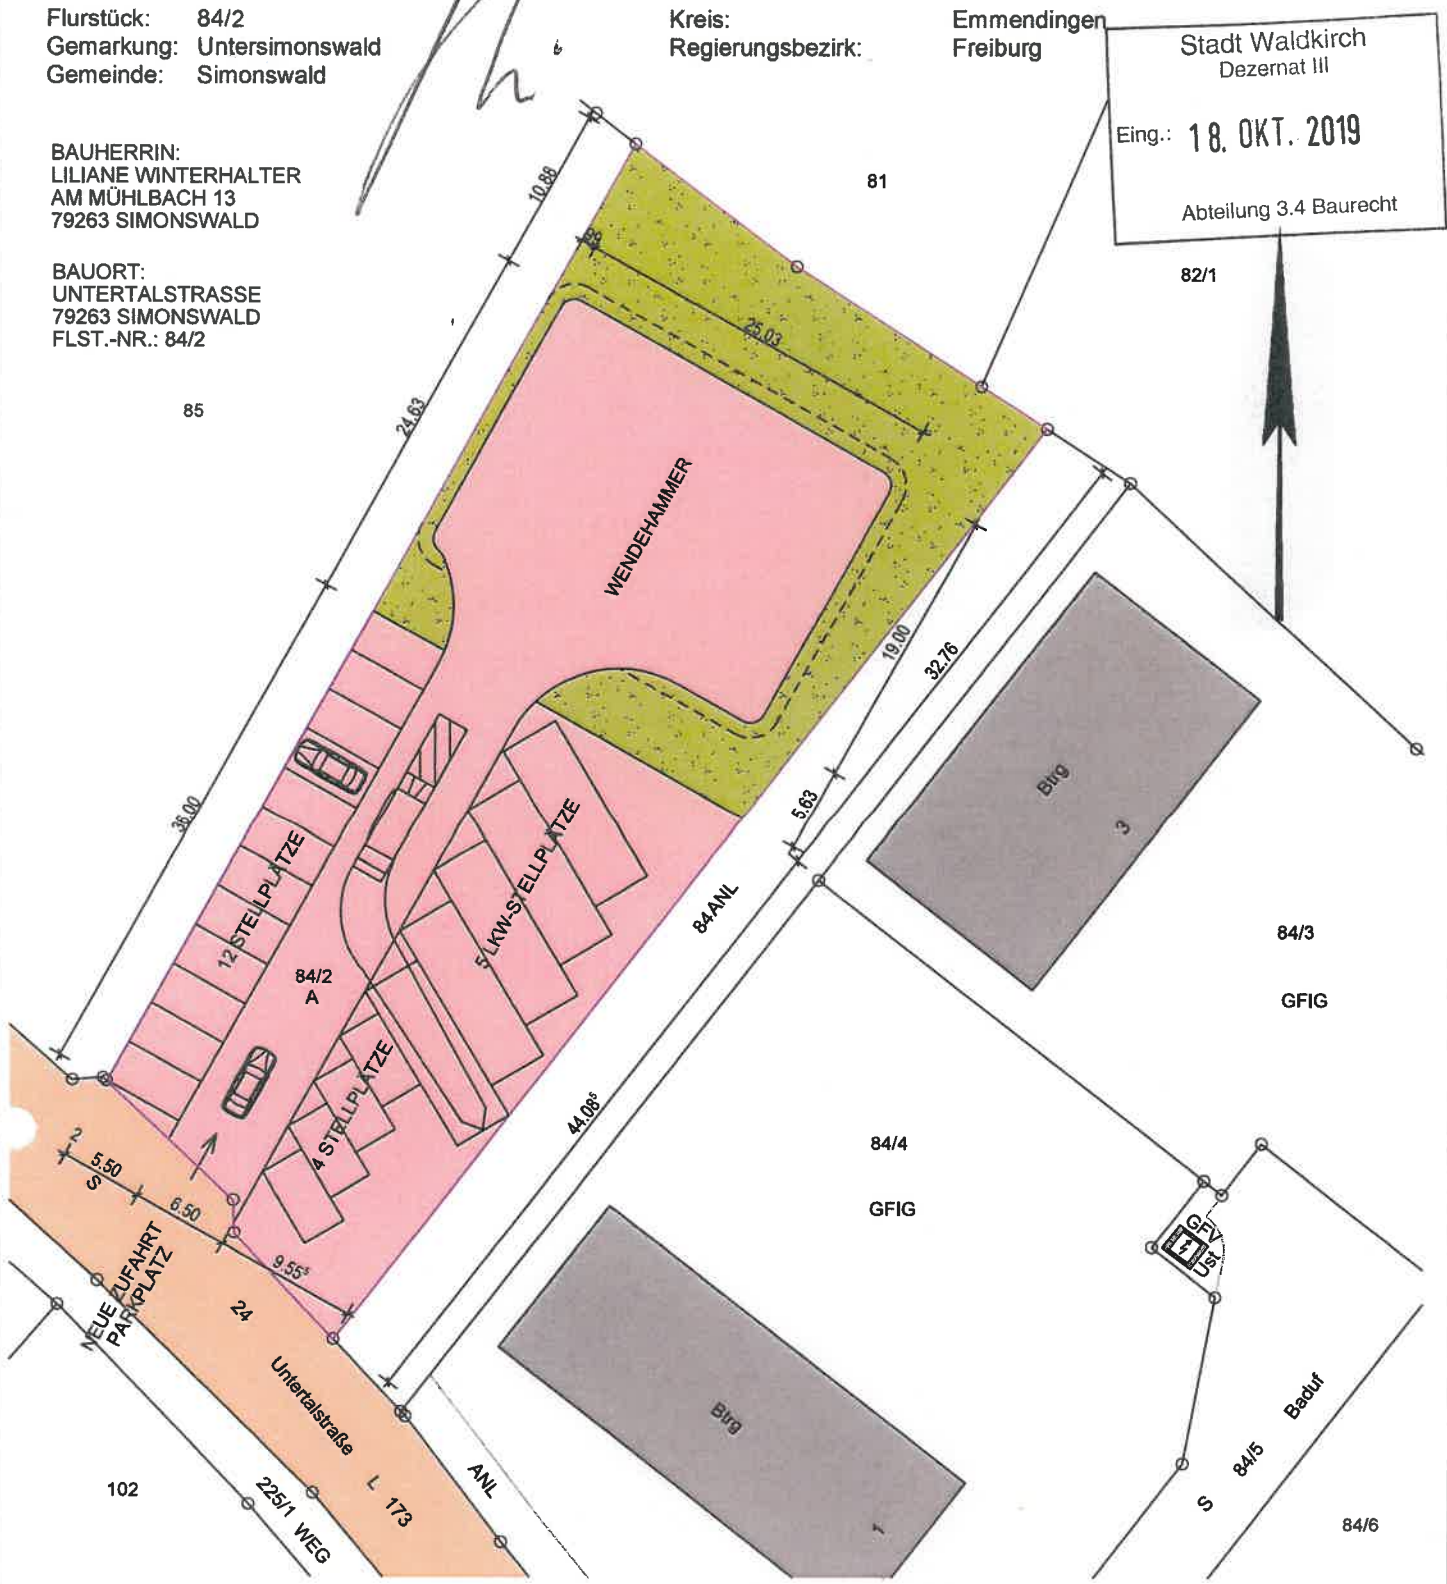 Flurstück: 84/2
Gemarkung: Untersimonswald
Gemeinde: Simonswald
Kreis: Emmendingen
Regierungsbezirk: Freiburg
Stadt Waldkirch
Dezernat III
Eing.: 18. OKT. 2019
Abteilung 3.4 Baurecht
BAUHERRIN:
LILIANE WINTERHALTER
AM MÜHLBACH 13
79263 SIMONSWALD
BAUORT:
UNTERTALSTRASSE
79263 SIMONSWALD
FLST.-NR.: 84/2
81
82/1
85
10.88
24.63
36.00
25.03
WENDEHAMMER
19.00
32.76
5.63
12 STELLPLÄTZE
5 LKW-STELLPLÄTZE
4 STELLPLÄTZE
84/2
A
84ANL
44.08⁵
Btrg
3
84/3
GFIG
84/4
GFIG
2
5.50
S
6.50
9.55⁵
NEUE ZUFAHRT
PARKPLATZ
24
Untertalstraße
L 173
225/1 WEG
102
ANL
Btrg
1
GFV
Ust
Baduf
84/5
S
84/6